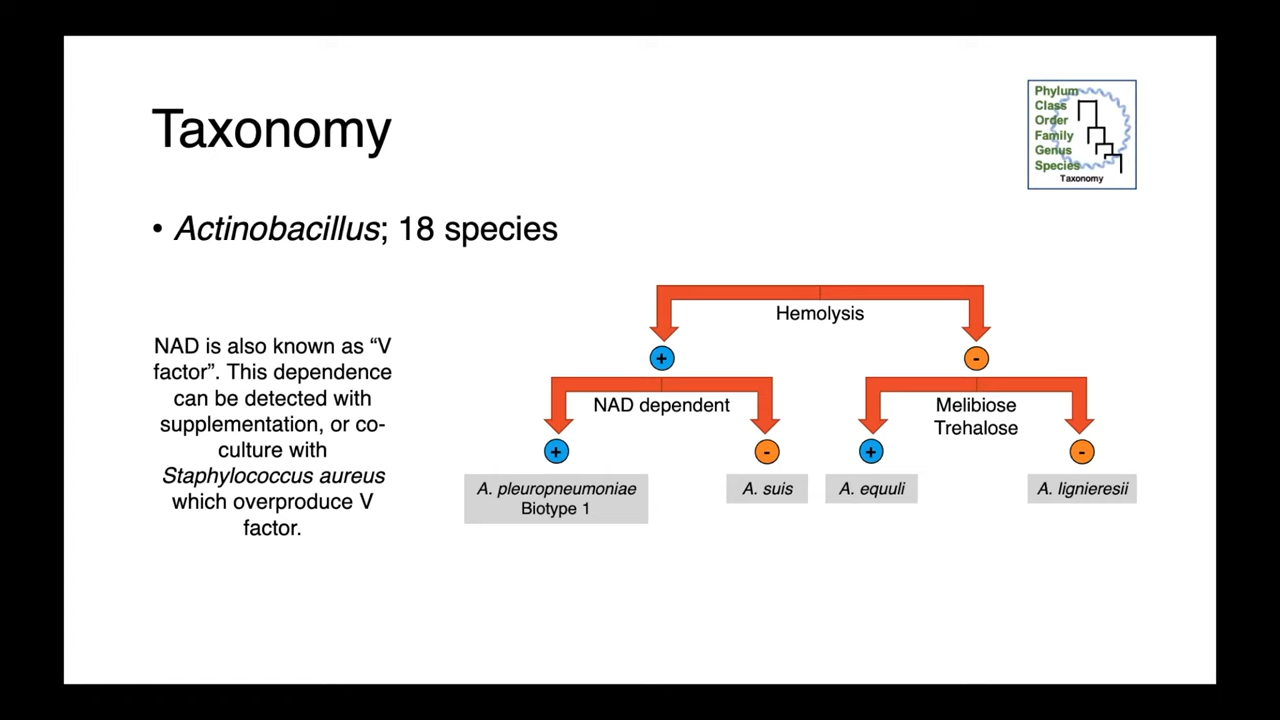 Taxonomy
Phylum
Class
Order
Family
Genus
Species
Taxonomy
• Actinobacillus; 18 species
NAD is also known as “V
factor”. This dependence
can be detected with
supplementation, or co-
culture with
Staphylococcus aureus
which overproduce V
factor.
Hemolysis
+
-
NAD dependent
Melibiose
Trehalose
+
-
+
-
A. pleuropneumoniae
Biotype 1
A. suis
A. equuli
A. lignieresii